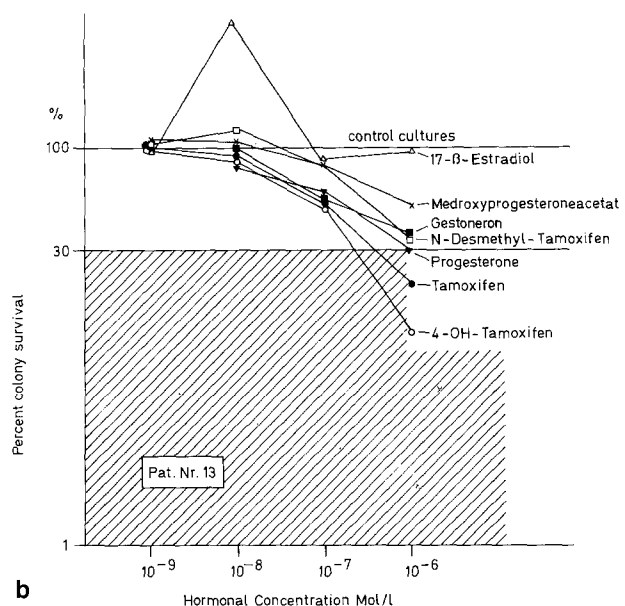 %
100
control cultures
17-ß-Estradiol
Medroxyprogesteroneacetat
Gestoneron
N-Desmethyl-Tamoxifen
30
Progesterone
Tamoxifen
4-OH-Tamoxifen
Percent colony survival
Pat. Nr. 13
1
10-9
10-8
10-7
10-6
b
Hormonal Concentration Mol/l